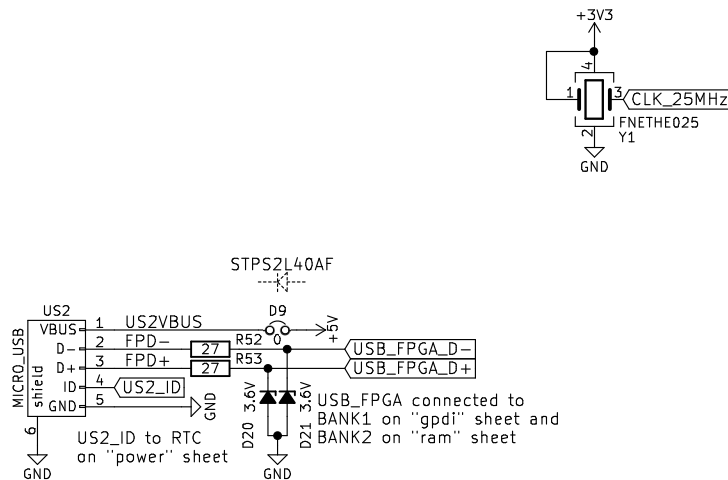 +3V3
4
1
3
CLK_25MHz
FNETHE025
Y1
2
GND
STPS2L40AF
D9
0
+5V
US2
MICRO_USB
shield
VBUS
1
US2VBUS
D-
2
FPD-
27
R52
USB_FPGA_D-
D+
3
FPD+
27
R53
USB_FPGA_D+
ID
4
US2_ID
GND
5
GND
6
GND
US2_ID to RTC
on "power" sheet
D20
3.6V
D21
3.6V
GND
USB_FPGA connected to
BANK1 on "gpdi" sheet and
BANK2 on "ram" sheet